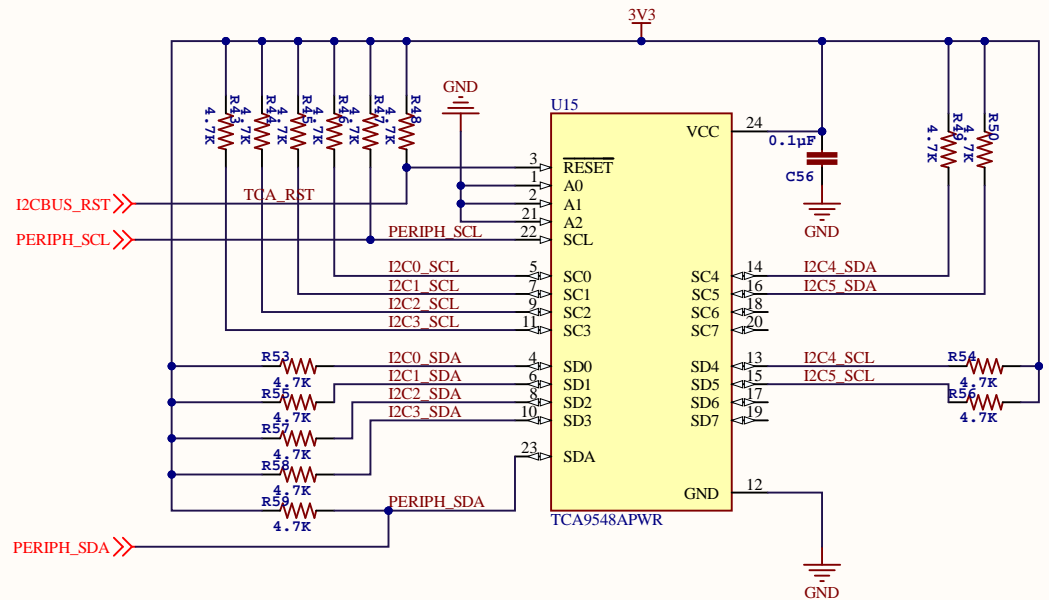 3V3
GND
U15
R43
4.7K
R44
4.7K
R45
4.7K
R46
4.7K
R47
4.7K
R48
4.7K
R49
4.7K
R50
4.7K
VCC
24
0.1µF
C56
GND
3
RESET
1
A0
2
A1
21
A2
22
SCL
TCA_RST
I2CBUS_RST
PERIPH_SCL
PERIPH_SCL
I2C0_SCL
5
SC0
I2C1_SCL
7
SC1
I2C2_SCL
9
SC2
I2C3_SCL
11
SC3
SC4
14
I2C4_SDA
SC5
16
I2C5_SDA
SC6
18
SC7
20
R53
4.7K
I2C0_SDA
4
SD0
R55
4.7K
I2C1_SDA
6
SD1
R57
4.7K
I2C2_SDA
8
SD2
R58
4.7K
I2C3_SDA
10
SD3
R59
4.7K
PERIPH_SDA
23
SDA
SD4
13
I2C4_SCL
R54
4.7K
SD5
15
I2C5_SCL
R56
4.7K
SD6
17
SD7
19
GND
12
TCA9548APWR
PERIPH_SDA
GND